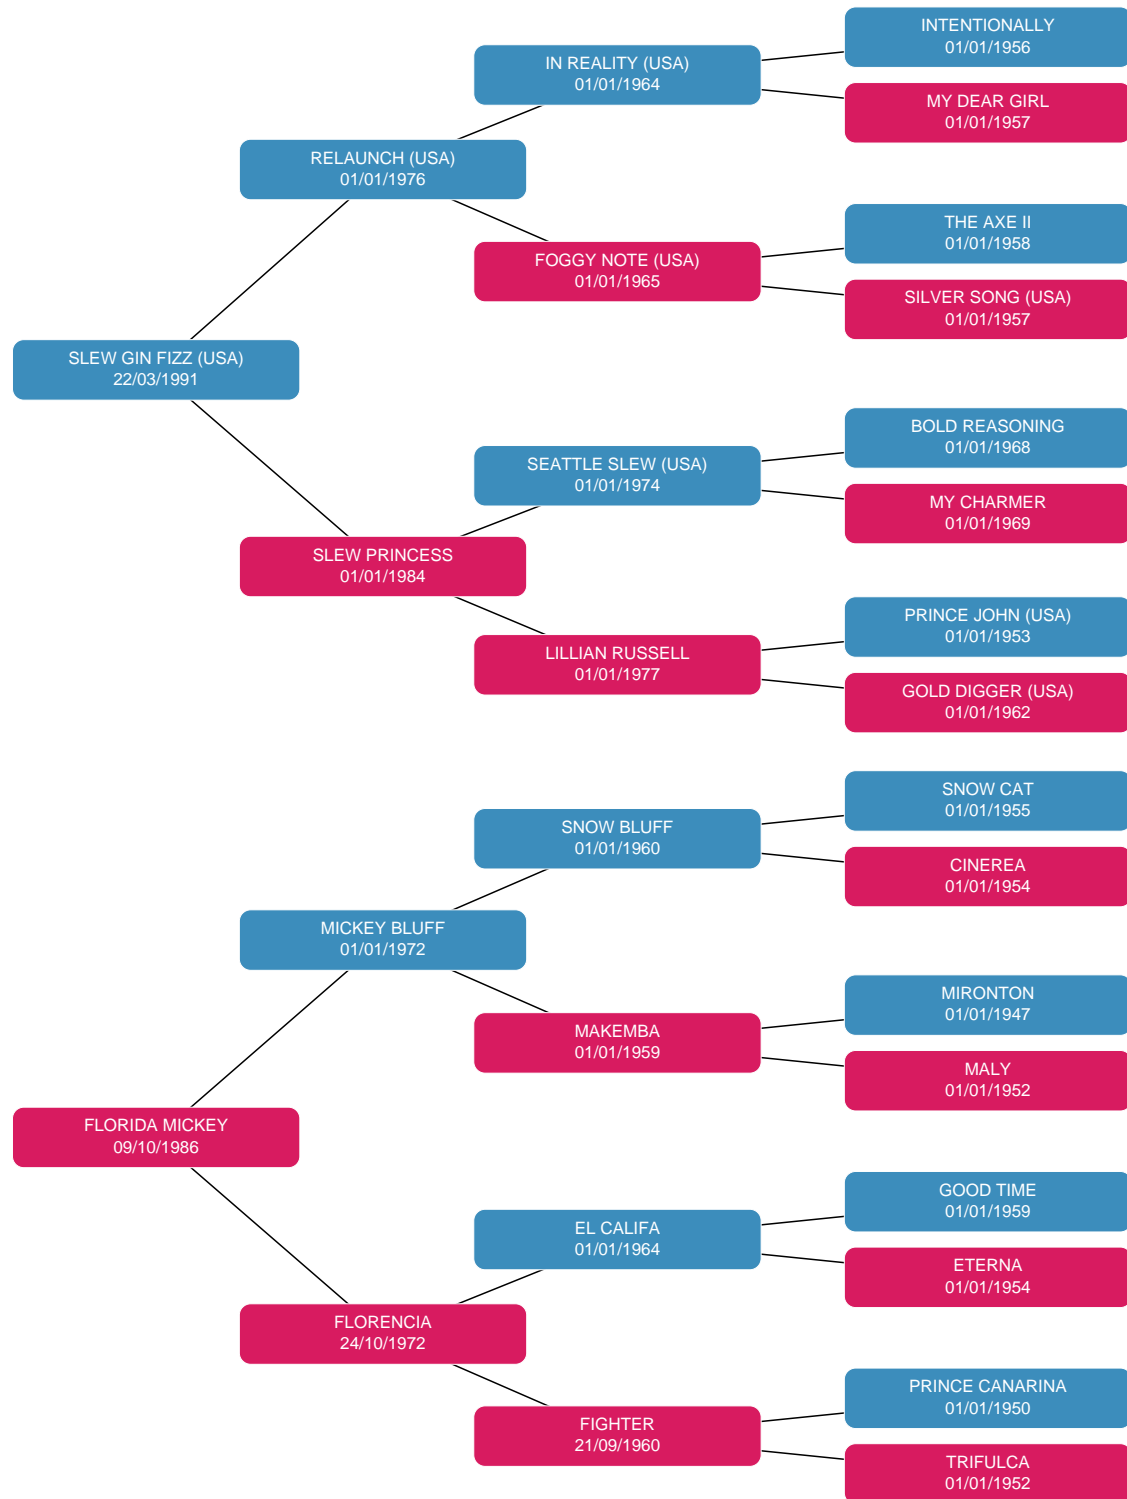 INTENTIONALLY
01/01/1956
IN REALITY (USA)
01/01/1964
MY DEAR GIRL
01/01/1957
RELAUNCH (USA)
01/01/1976
THE AXE II
01/01/1958
FOGGY NOTE (USA)
01/01/1965
SILVER SONG (USA)
01/01/1957
SLEW GIN FIZZ (USA)
22/03/1991
BOLD REASONING
01/01/1968
SEATTLE SLEW (USA)
01/01/1974
MY CHARMER
01/01/1969
SLEW PRINCESS
01/01/1984
PRINCE JOHN (USA)
01/01/1953
LILLIAN RUSSELL
01/01/1977
GOLD DIGGER (USA)
01/01/1962
SNOW CAT
01/01/1955
SNOW BLUFF
01/01/1960
CINEREA
01/01/1954
MICKEY BLUFF
01/01/1972
MIRONTON
01/01/1947
MAKEMBA
01/01/1959
MALY
01/01/1952
FLORIDA MICKEY
09/10/1986
GOOD TIME
01/01/1959
EL CALIFA
01/01/1964
ETERNA
01/01/1954
FLORENCIA
24/10/1972
PRINCE CANARINA
01/01/1950
FIGHTER
21/09/1960
TRIFULCA
01/01/1952